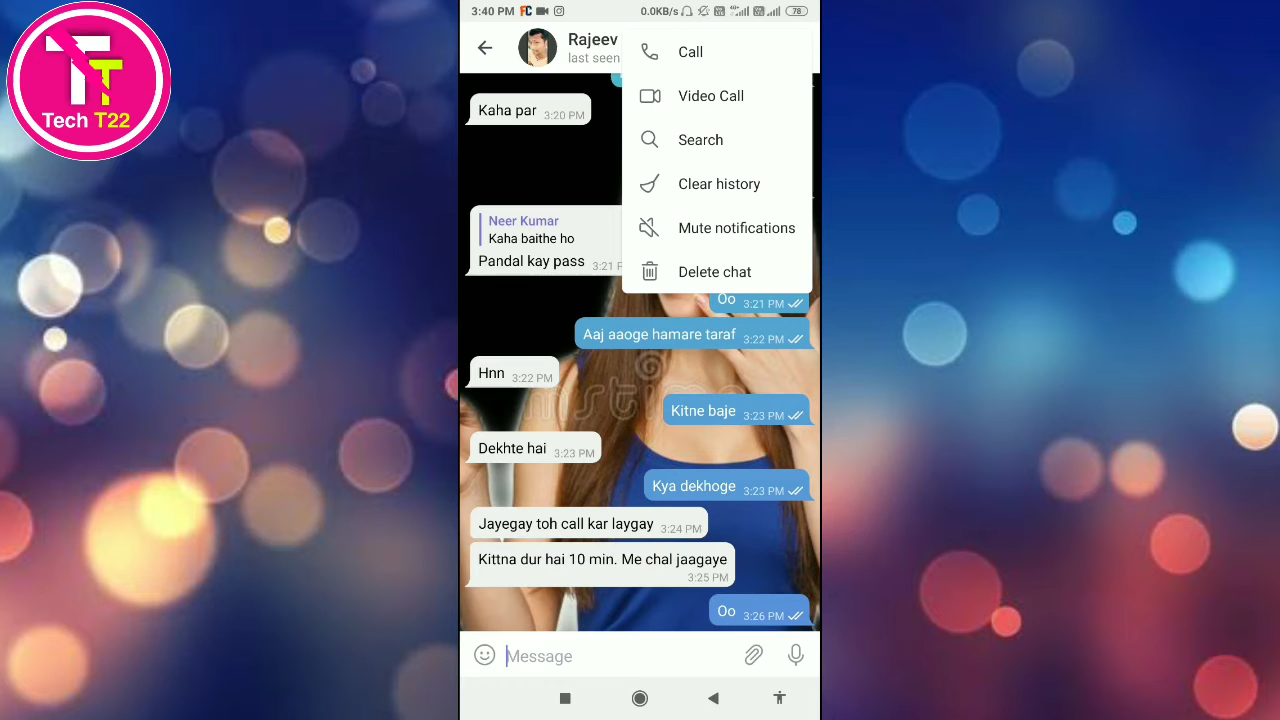 TT
Tech T22
3:40 PM FC
0.0KB/s
78
Rajeev
last seen
Call
Video Call
Search
Clear history
Mute notifications
Delete chat
Kaha par 3:20 PM
Neer Kumar
Kaha baithe ho
Pandal kay pass 3:21
Oo 3:21 PM
Aaj aaoge hamare taraf 3:22 PM
Hnn 3:22 PM
Kitne baje 3:23 PM
Dekhte hai 3:23 PM
Kya dekhoge 3:23 PM
Jayegay toh call kar laygay 3:24 PM
Kittna dur hai 10 min. Me chal jaagaye
3:25 PM
Oo 3:26 PM
Message